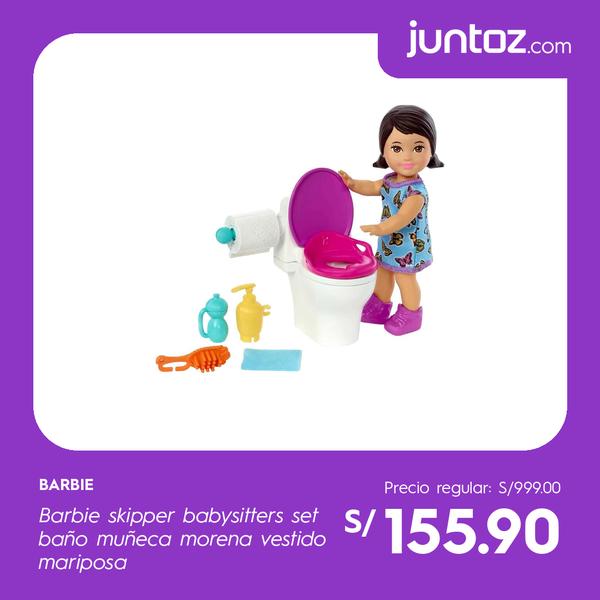 juntoz.com
BARBIE
Barbie skipper babysitters set
baño muñeca morena vestido
mariposa
Precio regular: S/999.00
S/155.90